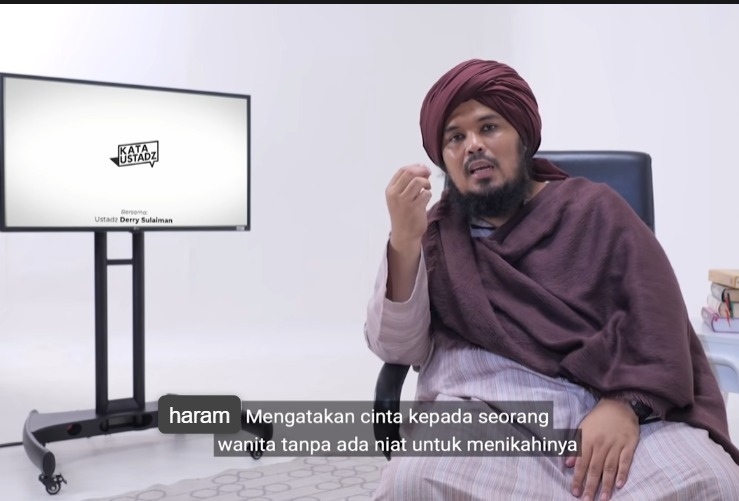 KATA
USTADZ
Bersama:
Ustadz Derry Sulaiman
haram Mengatakan cinta kepada seorang
wanita tanpa ada niat untuk menikahinya